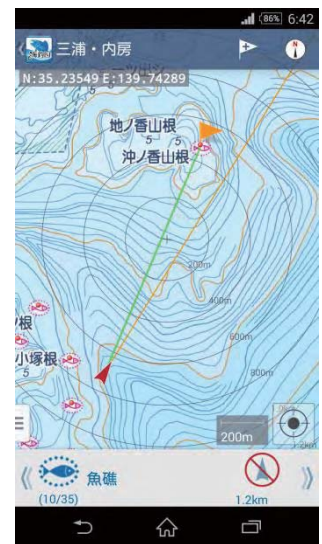 86% 6:42
三浦・内房
N:35.23549 E:139.74289
地ノ香山根
5 5
沖ノ香山根
200m
400m
600m
800m
ノ根
小塚根
5
200m
魚礁
(10/35)
1.2km